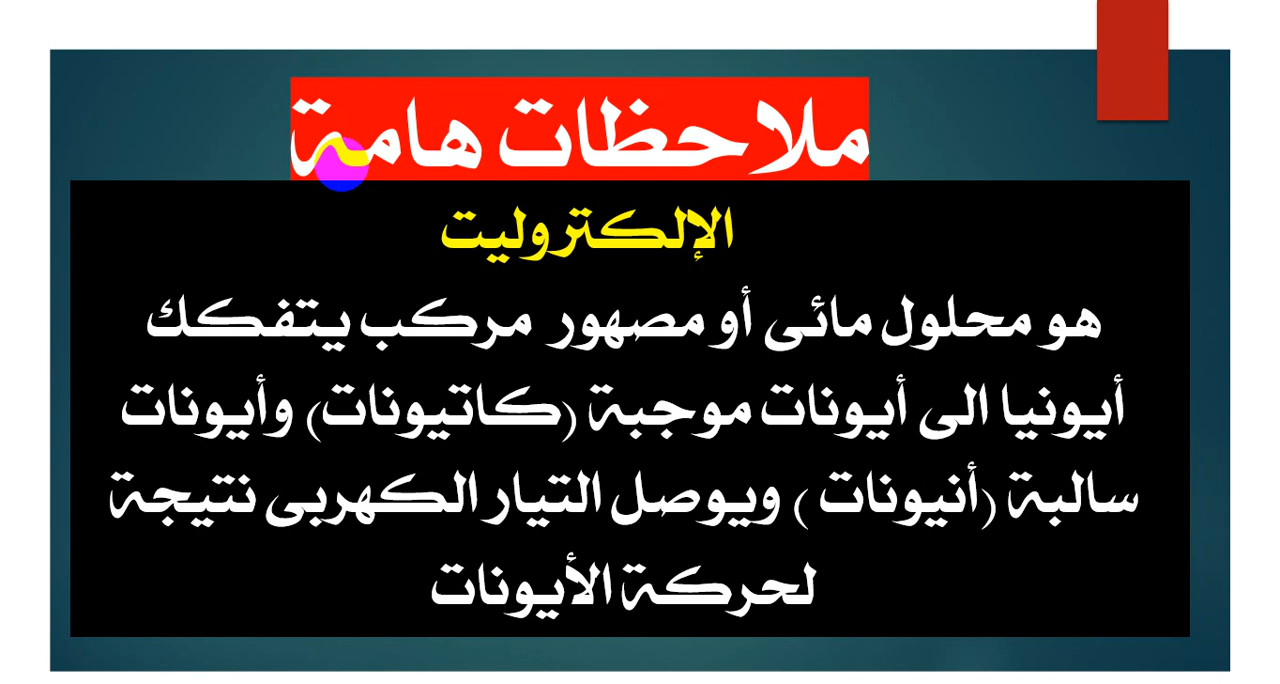 ملاحظات هامة
الإلكتروليت
هو محلول مائى أو مصهور مركب يتفكك
أيونيا الى أيونات موجبة (كاتيونات) وأيونات
سالبة (أنيونات ) ويوصل التيار الكهربى نتيجة
لحركة الأيونات